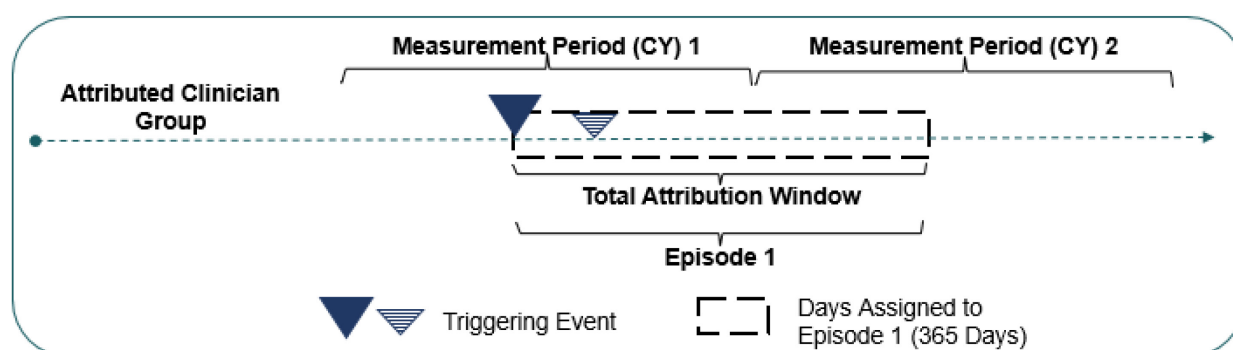 Measurement Period (CY) 1
Measurement Period (CY) 2
Attributed Clinician
Group
Total Attribution Window
Episode 1
Triggering Event
Days Assigned to
Episode 1 (365 Days)